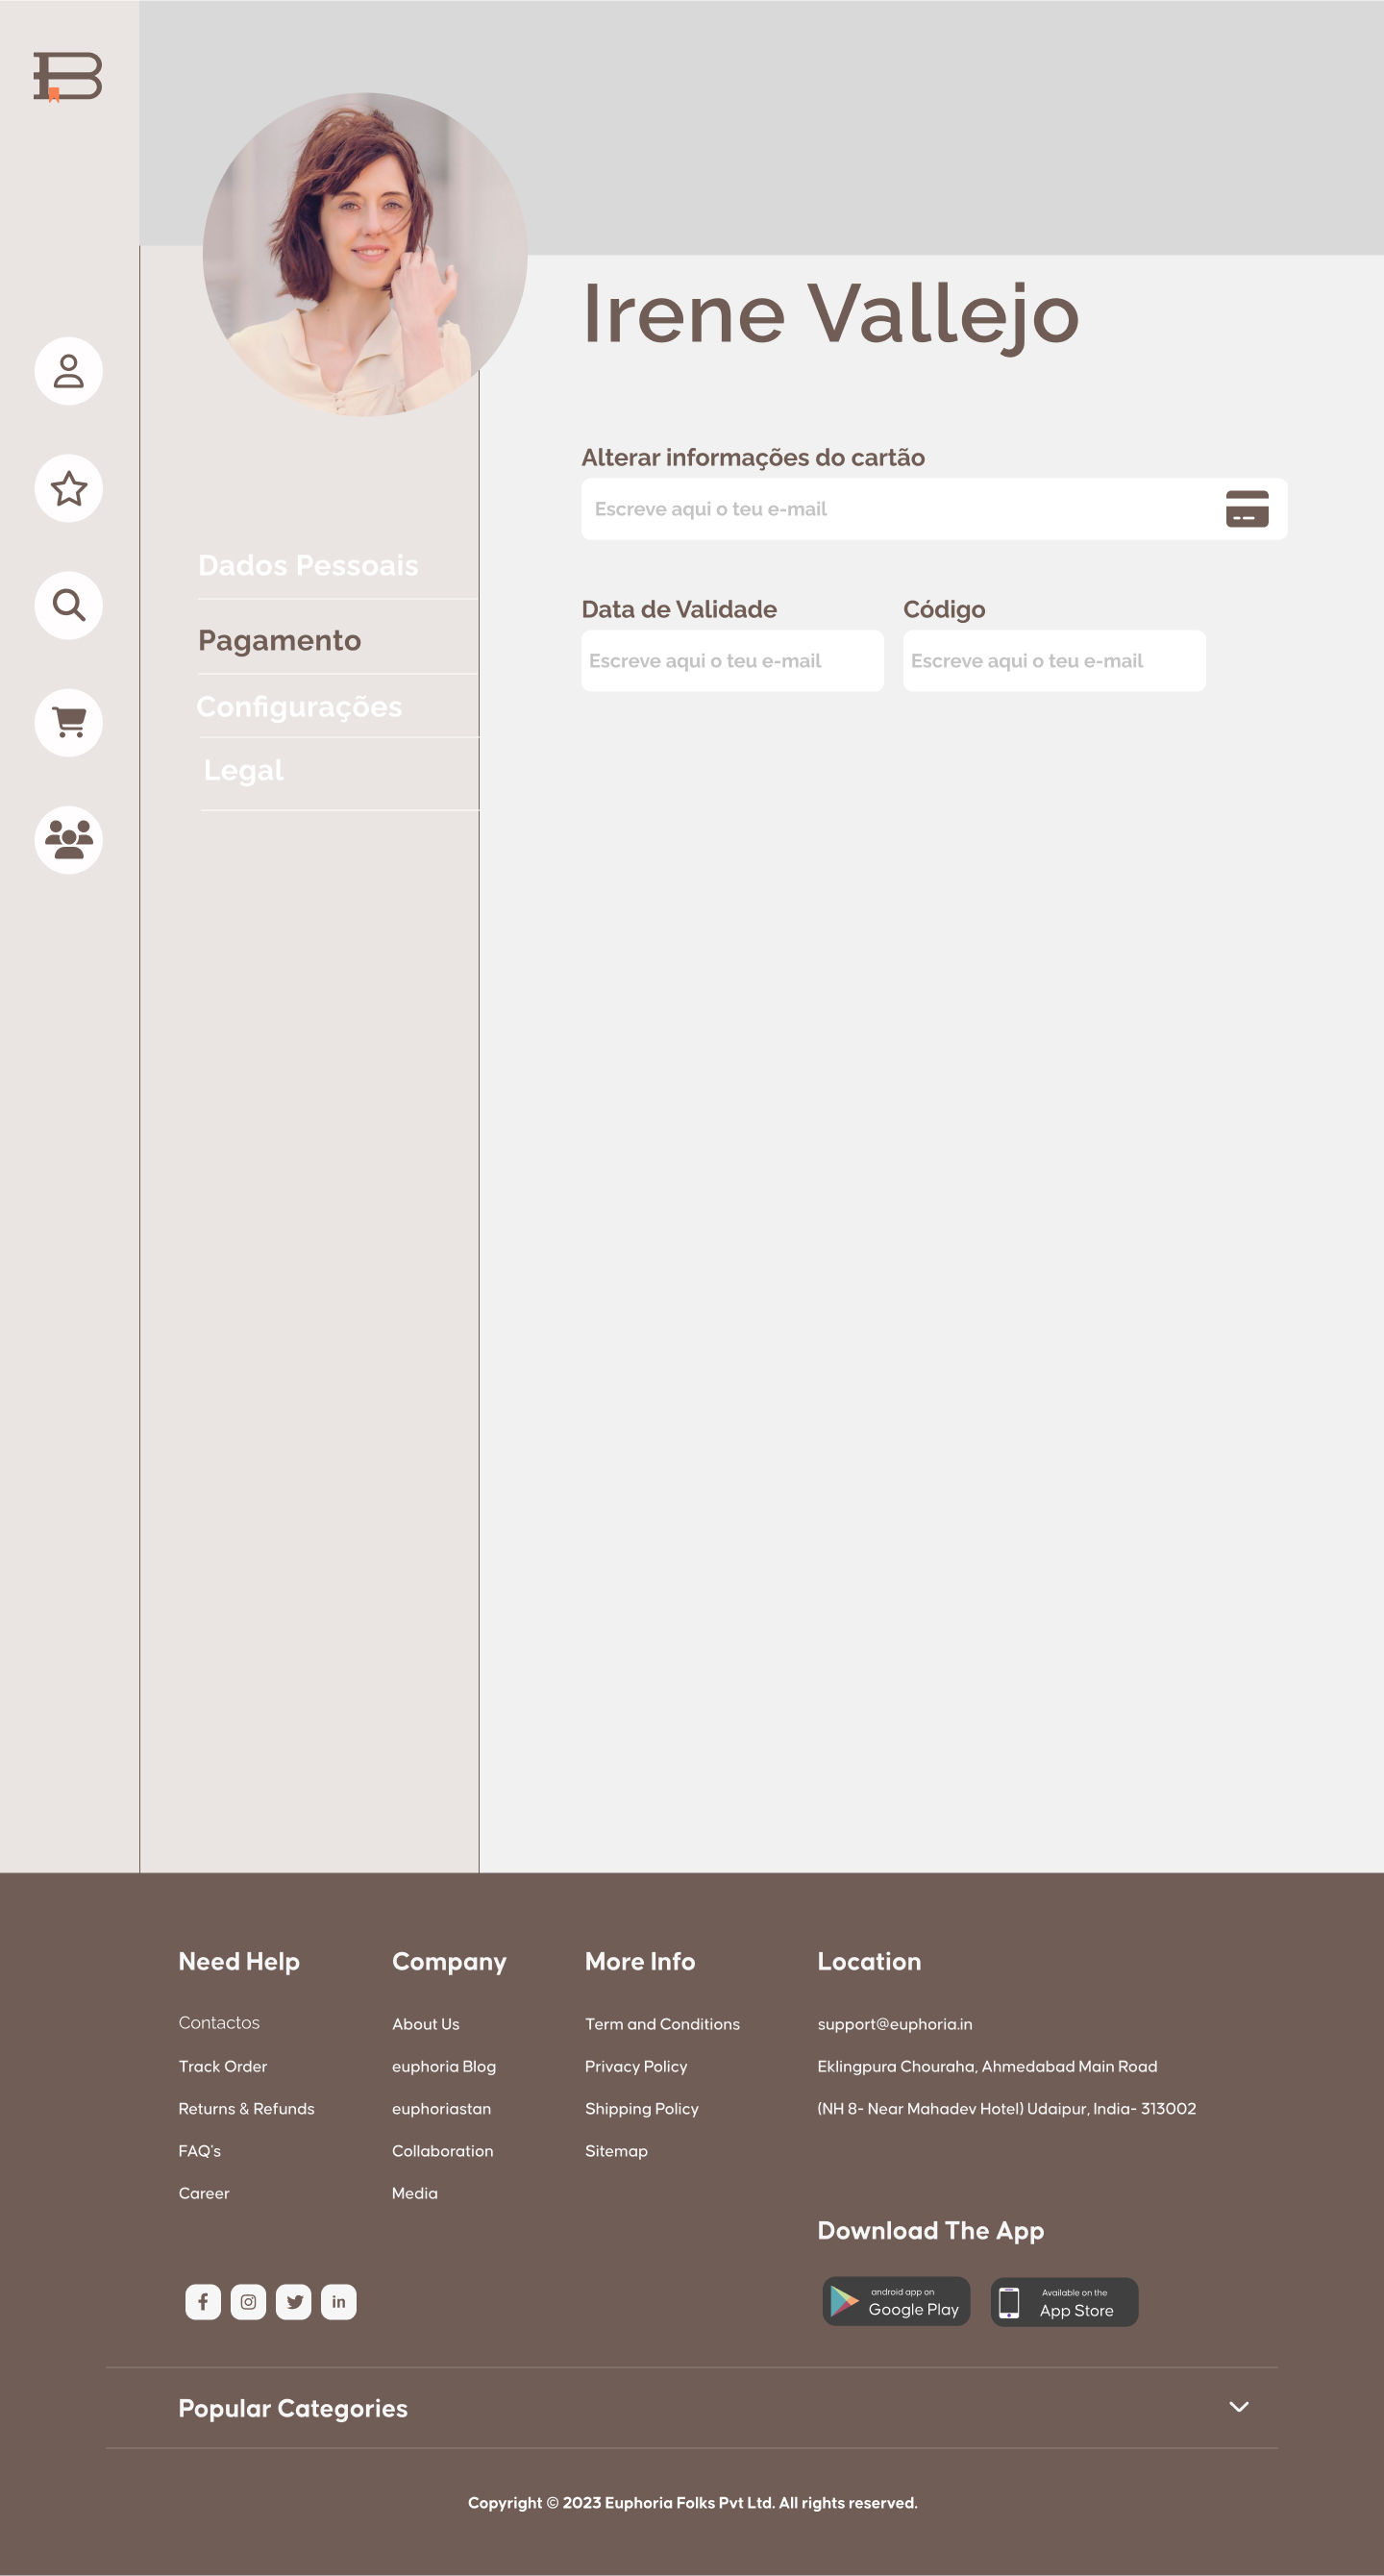 B
Irene Vallejo
Alterar informações do cartão
Escreve aqui o teu e-mail
Dados Pessoais
Pagamento
Configurações
Legal
Data de Validade
Código
Escreve aqui o teu e-mail
Escreve aqui o teu e-mail
Need Help
Contactos
Track Order
Returns & Refunds
FAQ's
Career
Company
About Us
euphoria Blog
euphoriastan
Collaboration
Media
More Info
Term and Conditions
Privacy Policy
Shipping Policy
Sitemap
Location
support@euphoria.in
Eklingpura Chouraha, Ahmedabad Main Road
(NH 8- Near Mahadev Hotel) Udaipur, India- 313002
Download The App
android app on
Google Play
Available on the
App Store
f
in
Popular Categories
Copyright © 2023 Euphoria Folks Pvt Ltd. All rights reserved.